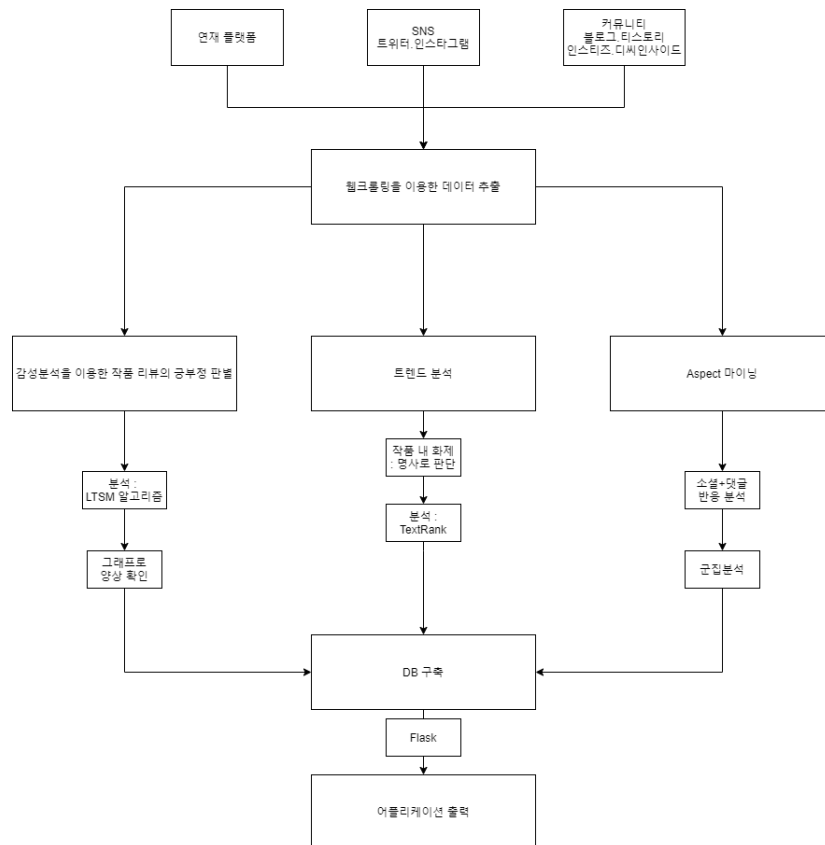 연재 플랫폼
SNS
트위터.인스타그램
커뮤니티
블로그.티스토리
인스티즈.디씨인사이드
웹크롤링을 이용한 데이터 추출
감성분석을 이용한 작품 리뷰의 긍부정 판별
트렌드 분석
Aspect 마이닝
작품 내 화제
: 명사로 판단
분석 :
LTSM 알고리즘
소셜+댓글
반응 분석
분석 :
TextRank
그래프로
양상 확인
군집분석
DB 구축
Flask
어플리케이션 출력